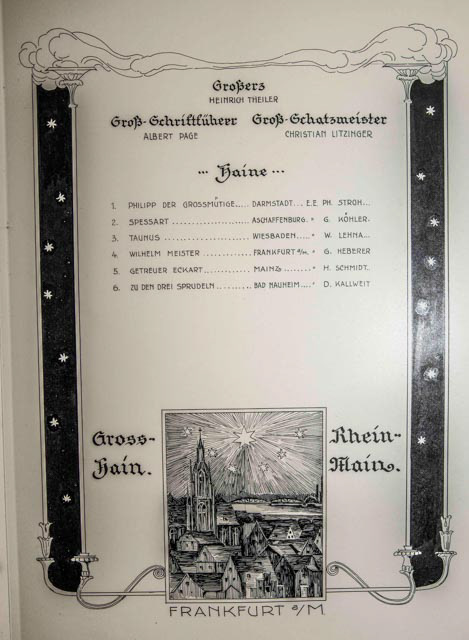 Großerz
HEINRICH THEILER
Groß-Schriftführer Groß-Schatzmeister
ALBERT PAGE CHRISTIAN LITZINGER
... Haine ...
1. PHILIPP DER GROSSMŰTIGE..... DARMSTADT... E.E. PH. STROH...
2. SPESSART ...................... ASCHAFFENBURG. " G. KÖHLER.
3. TAUNUS ........................ WIESBADEN...... " W. LEHNA...
4. WILHELM MEISTER ............... FRANKFURT a/m. " G. HEBERER
5. GETREUER ECKART.............. MAINZ........ " H. SCHMIDT.
6. ZU DEN DREI SPRUDELN ......... BAD NAUHEIM.... " D. KALLWEIT
Gross-
Hain.
Rhein-
Main.
FRANKFURT a/M